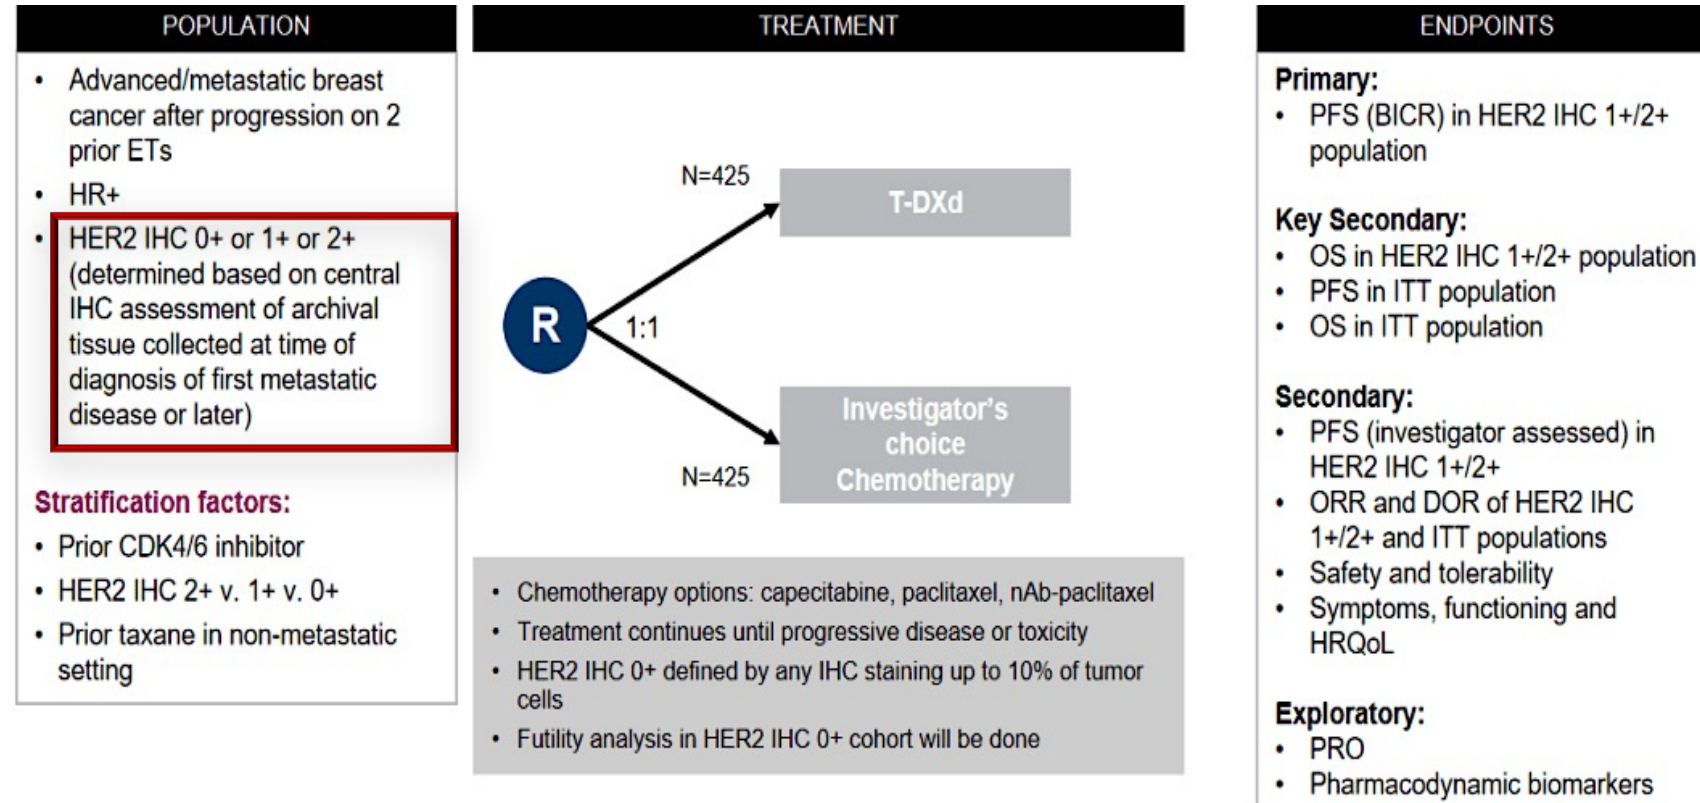 POPULATION
• Advanced/metastatic breast
cancer after progression on 2
prior ETs
• HR+
• HER2 IHC 0+ or 1+ or 2+
(determined based on central
IHC assessment of archival
tissue collected at time of
diagnosis of first metastatic
disease or later)
Stratification factors:
• Prior CDK4/6 inhibitor
• HER2 IHC 2+ v. 1+ v. 0+
• Prior taxane in non-metastatic
setting
TREATMENT
N=425
T-DXd
R
1:1
Investigator's
choice
Chemotherapy
N=425
• Chemotherapy options: capecitabine, paclitaxel, nAb-paclitaxel
• Treatment continues until progressive disease or toxicity
• HER2 IHC 0+ defined by any IHC staining up to 10% of tumor
cells
• Futility analysis in HER2 IHC 0+ cohort will be done
ENDPOINTS
Primary:
• PFS (BICR) in HER2 IHC 1+/2+
population
Key Secondary:
• OS in HER2 IHC 1+/2+ population
• PFS in ITT population
• OS in ITT population
Secondary:
• PFS (investigator assessed) in
HER2 IHC 1+/2+
• ORR and DOR of HER2 IHC
1+/2+ and ITT populations
• Safety and tolerability
• Symptoms, functioning and
HRQoL
Exploratory:
• PRO
• Pharmacodynamic biomarkers